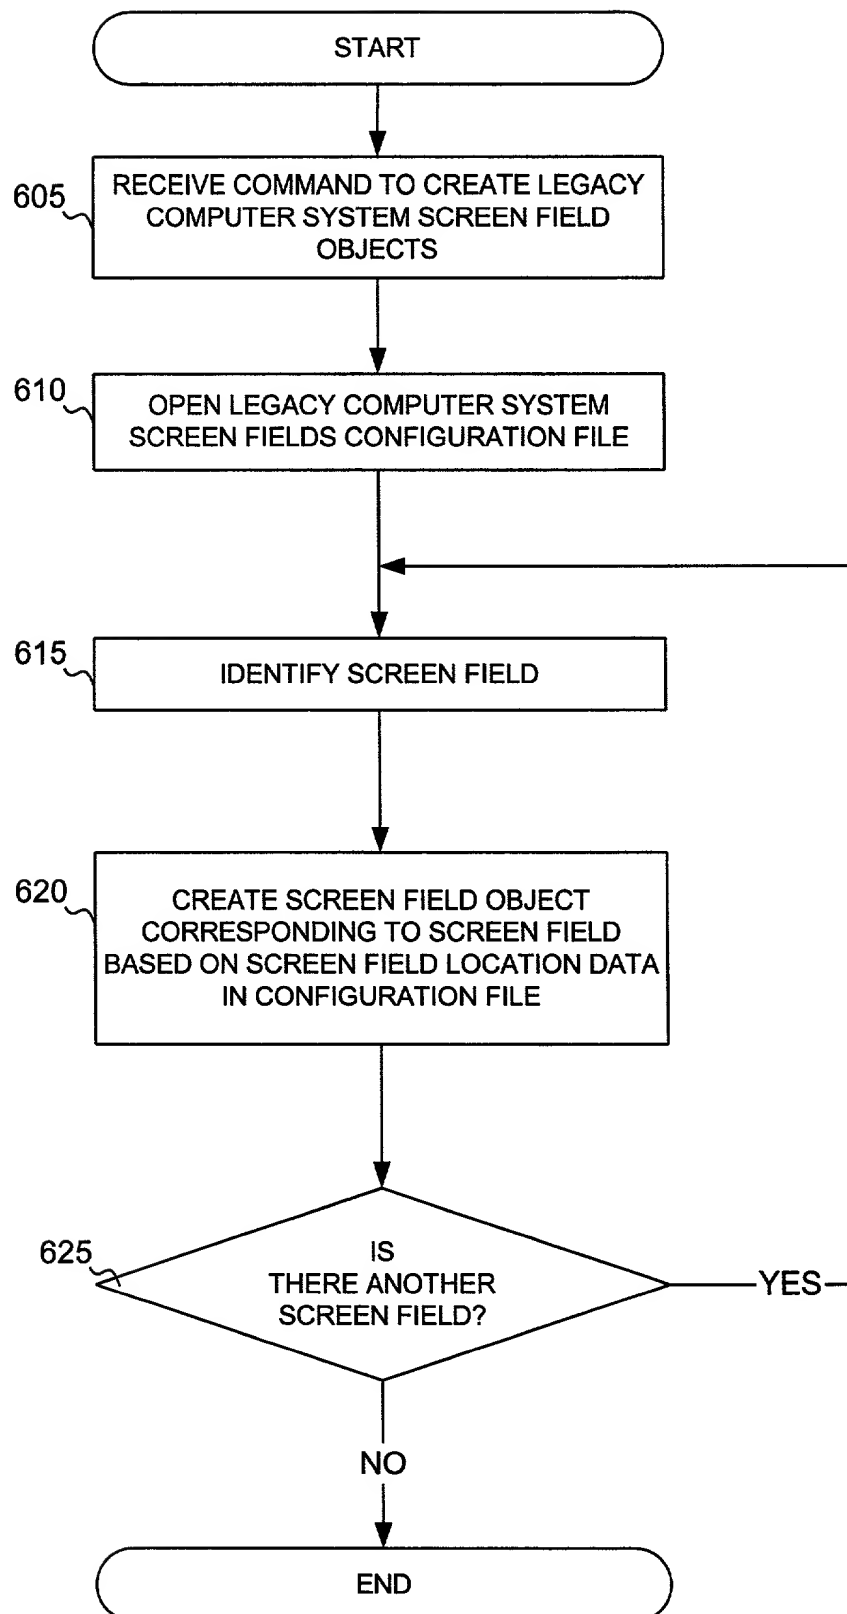 START
605
RECEIVE COMMAND TO CREATE LEGACY
COMPUTER SYSTEM SCREEN FIELD
OBJECTS
610
OPEN LEGACY COMPUTER SYSTEM
SCREEN FIELDS CONFIGURATION FILE
615
IDENTIFY SCREEN FIELD
620
CREATE SCREEN FIELD OBJECT
CORRESPONDING TO SCREEN FIELD
BASED ON SCREEN FIELD LOCATION DATA
IN CONFIGURATION FILE
625
IS
THERE ANOTHER
SCREEN FIELD?
YES
NO
END